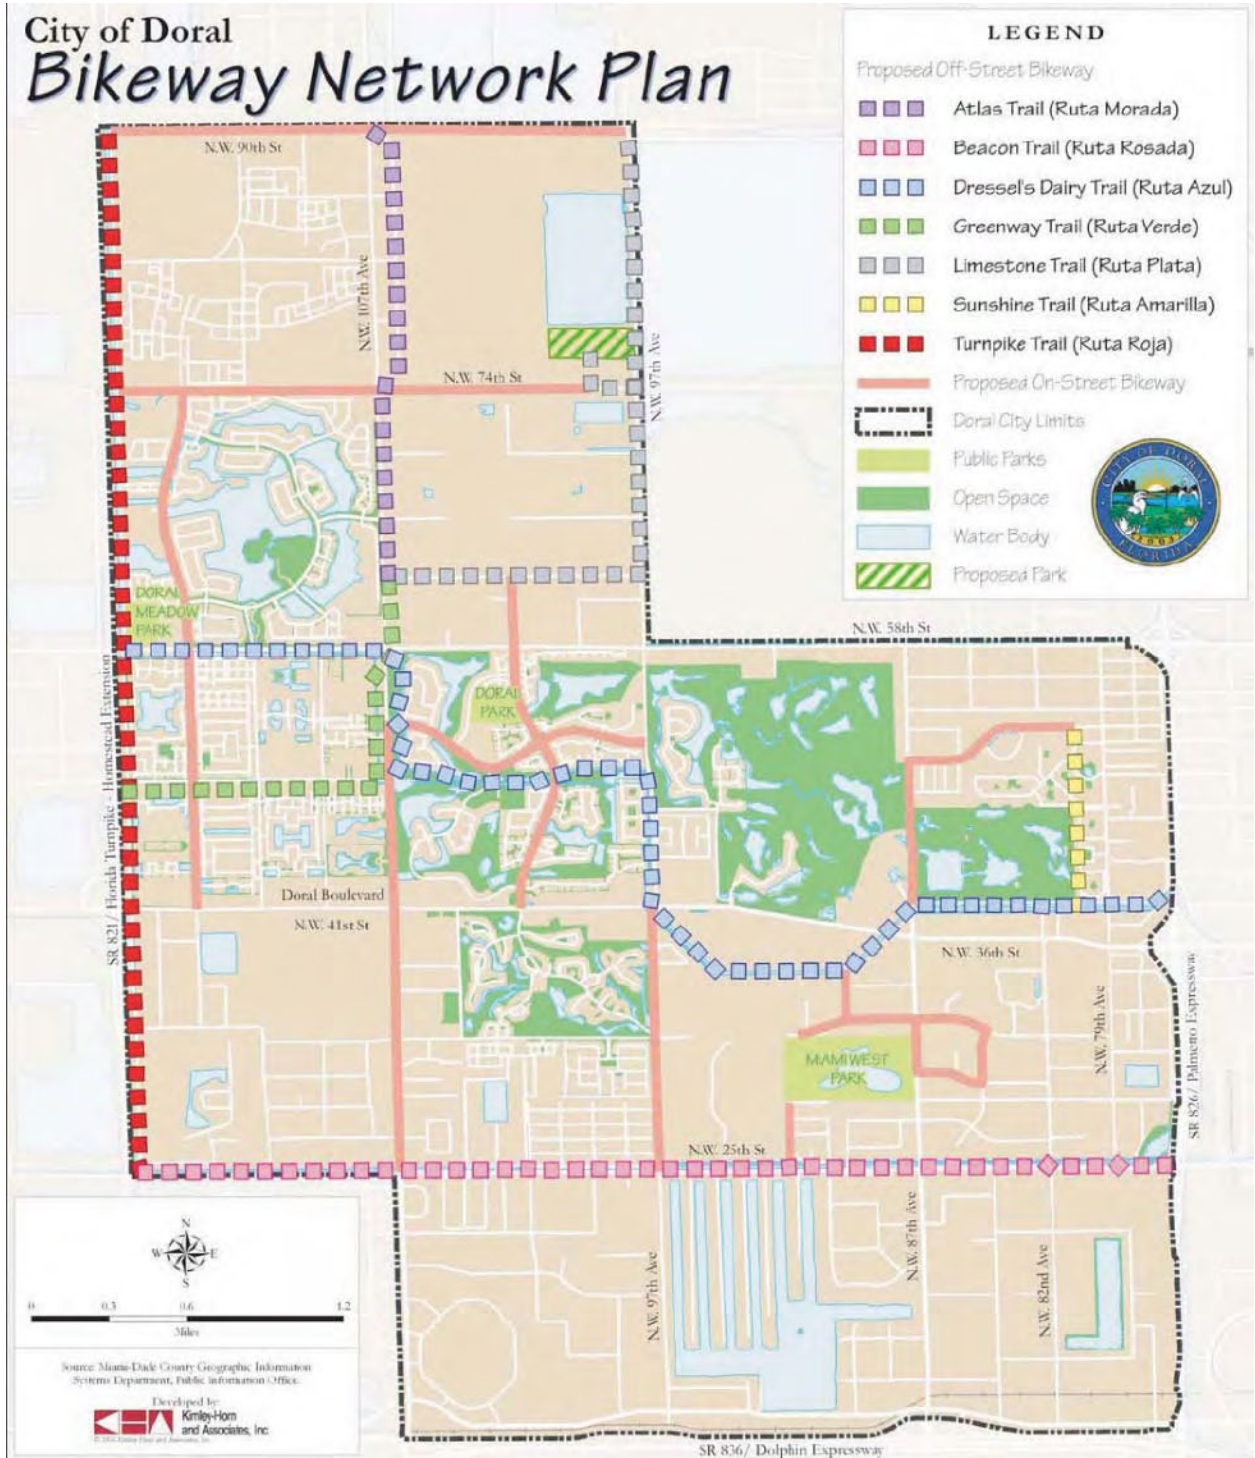 City of Doral
Bikeway Network Plan
LEGEND
Proposed Off-Street Bikeway
Atlas Trail (Ruta Morada)
Beacon Trail (Ruta Rosada)
Dressel's Dairy Trail (Ruta Azul)
Greenway Trail (Ruta Verde)
Limestone Trail (Ruta Plata)
Sunshine Trail (Ruta Amarilla)
Turnpike Trail (Ruta Roja)
Proposed On-Street Bikeway
Doral City Limits
Public Parks
Open Space
Water Body
Proposed Park
CITY OF DORAL
2003
FLORIDA
N.W. 90th St
N.W. 107th Ave
N.W. 74th St
N.W. 97th Ave
DORAL
MEADOW
PARK
N.W. 58th St
DORAL
PARK
SR 821/ Florida Turnpike - Homestead Extension
Doral Boulevard
N.W. 41st St
N.W. 36th St
N.W. 79th Ave
SR 826/ Palmetto Expressway
MIAMI WEST
PARK
N.W. 25th St
N.W. 97th Ave
N.W. 87th Ave
N.W. 82nd Ave
SR 836/ Dolphin Expressway
N
W E
S
0 0.3 0.6 1.2
Miles
Source: Miami-Dade County Geographic Information
Systems Department, Public Information Office.
Developed by:
Kimley-Horn
and Associates, Inc.